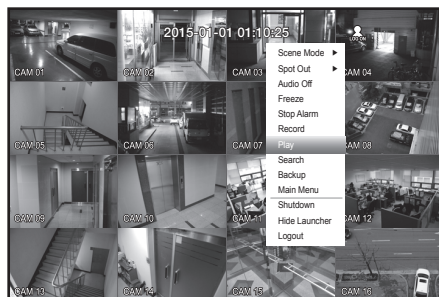 2015-01-01 01:10:25
LOG ON
CAM 01
CAM 02
CAM 03
CAM 04
Scene Mode
Spot Out
Audio Off
Freeze
Stop Alarm
Record
Play
Search
Backup
Main Menu
Shutdown
Hide Launcher
Logout
CAM 05
CAM 06
CAM 07
CAM 08
CAM 09
CAM 10
CAM 11
CAM 12
CAM 13
CAM 14
CAM 15
CAM 16